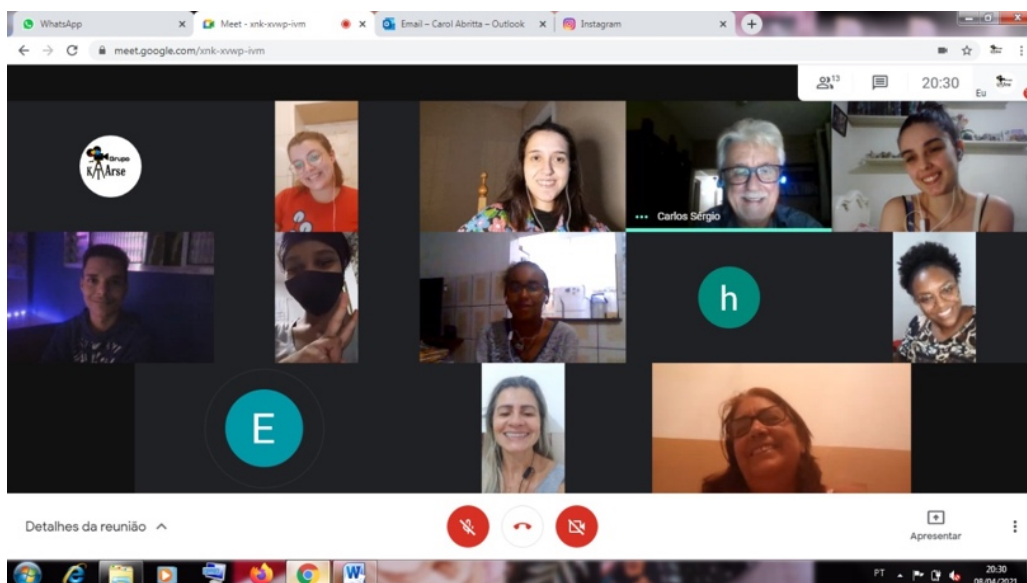 WhatsApp
Meet - xnk-xvwp-ivm
Email – Carol Abritta – Outlook
Instagram
meet.google.com/xnk-xvwp-ivm
13
20:30
Eu
Grupo
KAArse
Carlos Sérgio
h
E
Detalhes da reunião
Apresentar
PT
20:30
08/04/2021